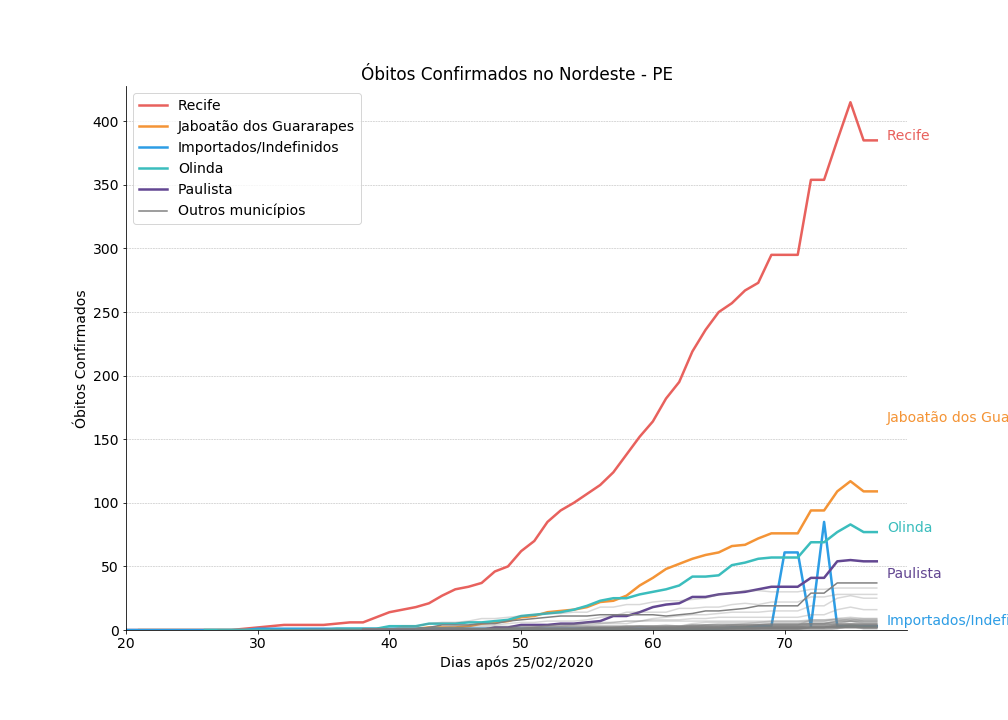 Óbitos Confirmados no Nordeste - PE
Recife
Jaboatão dos Guararapes
Importados/Indefinidos
Olinda
Paulista
Outros municípios
400
350
300
250
200
150
100
50
0
Óbitos Confirmados
20
30
40
50
60
70
Dias após 25/02/2020
Recife
Jaboatão dos Gua
Olinda
Paulista
Importados/Indefi